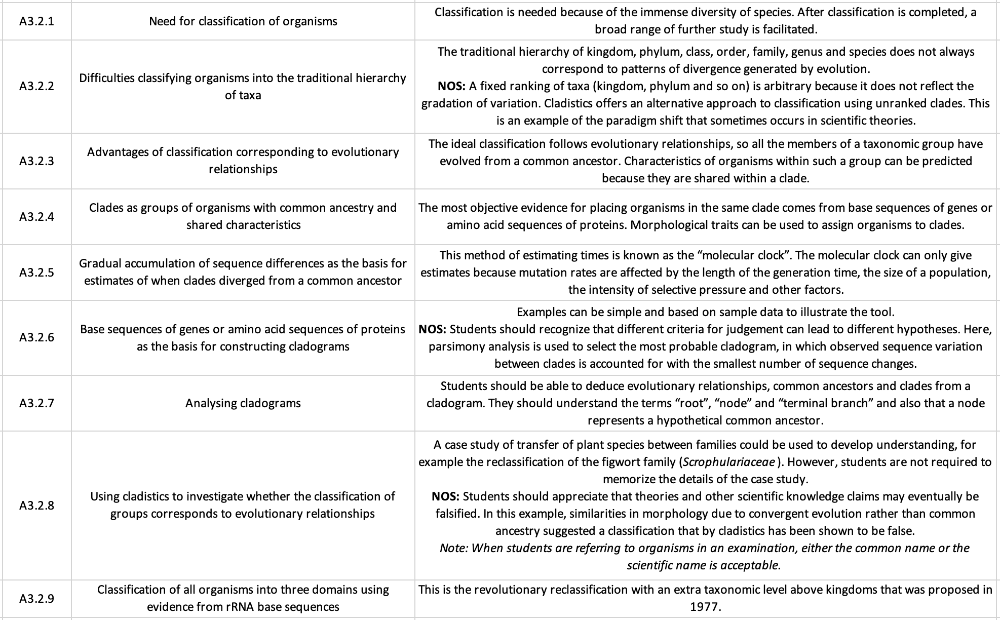 A3.2.1
Need for classification of organisms
Classification is needed because of the immense diversity of species. After classification is completed, a
broad range of further study is facilitated.
A3.2.2
Difficulties classifying organisms into the traditional hierarchy
of taxa
The traditional hierarchy of kingdom, phylum, class, order, family, genus and species does not always
correspond to patterns of divergence generated by evolution.
NOS: A fixed ranking of taxa (kingdom, phylum and so on) is arbitrary because it does not reflect the
gradation of variation. Cladistics offers an alternative approach to classification using unranked clades. This
is an example of the paradigm shift that sometimes occurs in scientific theories.
A3.2.3
Advantages of classification corresponding to evolutionary
relationships
The ideal classification follows evolutionary relationships, so all the members of a taxonomic group have
evolved from a common ancestor. Characteristics of organisms within such a group can be predicted
because they are shared within a clade.
A3.2.4
Clades as groups of organisms with common ancestry and
shared characteristics
The most objective evidence for placing organisms in the same clade comes from base sequences of genes or
amino acid sequences of proteins. Morphological traits can be used to assign organisms to clades.
A3.2.5
Gradual accumulation of sequence differences as the basis for
estimates of when clades diverged from a common ancestor
This method of estimating times is known as the “molecular clock”. The molecular clock can only give
estimates because mutation rates are affected by the length of the generation time, the size of a population,
the intensity of selective pressure and other factors.
A3.2.6
Base sequences of genes or amino acid sequences of proteins
as the basis for constructing cladograms
Examples can be simple and based on sample data to illustrate the tool.
NOS: Students should recognize that different criteria for judgement can lead to different hypotheses. Here,
parsimony analysis is used to select the most probable cladogram, in which observed sequence variation
between clades is accounted for with the smallest number of sequence changes.
A3.2.7
Analysing cladograms
Students should be able to deduce evolutionary relationships, common ancestors and clades from a
cladogram. They should understand the terms “root”, “node” and “terminal branch” and also that a node
represents a hypothetical common ancestor.
A3.2.8
Using cladistics to investigate whether the classification of
groups corresponds to evolutionary relationships
A case study of transfer of plant species between families could be used to develop understanding, for
example the reclassification of the figwort family (Scrophulariaceae ). However, students are not required to
memorize the details of the case study.
NOS: Students should appreciate that theories and other scientific knowledge claims may eventually be
falsified. In this example, similarities in morphology due to convergent evolution rather than common
ancestry suggested a classification that by cladistics has been shown to be false.
Note: When students are referring to organisms in an examination, either the common name or the
scientific name is acceptable.
A3.2.9
Classification of all organisms into three domains using
evidence from rRNA base sequences
This is the revolutionary reclassification with an extra taxonomic level above kingdoms that was proposed in
1977.